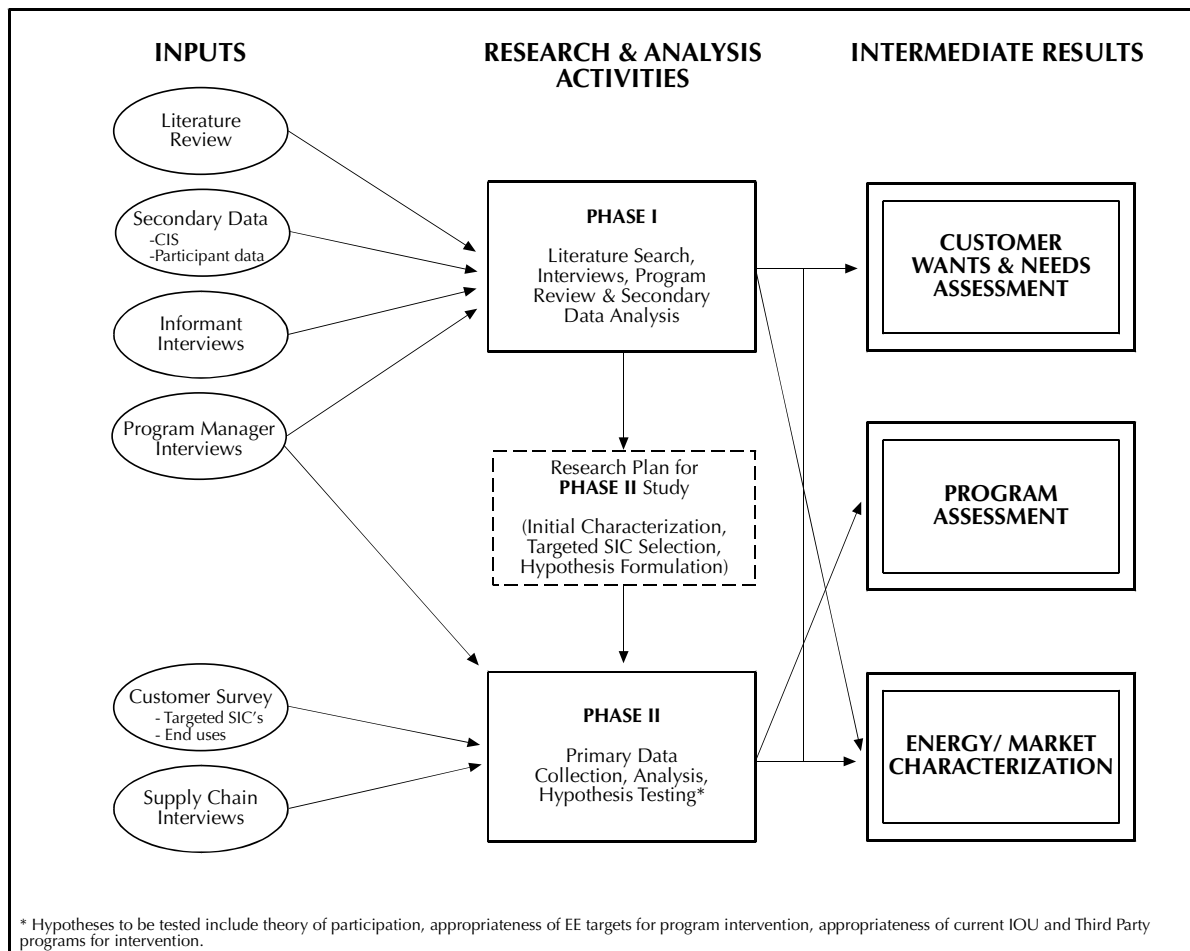 INPUTS
RESEARCH & ANALYSIS
ACTIVITIES
INTERMEDIATE RESULTS
Literature
Review
Secondary Data
-CIS
-Participant data
Informant
Interviews
Program Manager
Interviews
Customer Survey
- Targeted SIC's
- End uses
Supply Chain
Interviews
PHASE I
Literature Search,
Interviews, Program
Review & Secondary
Data Analysis
Research Plan for
PHASE II Study
(Initial Characterization,
Targeted SIC Selection,
Hypothesis Formulation)
PHASE II
Primary Data
Collection, Analysis,
Hypothesis Testing*
CUSTOMER
WANTS & NEEDS
ASSESSMENT
PROGRAM
ASSESSMENT
ENERGY/ MARKET
CHARACTERIZATION
* Hypotheses to be tested include theory of participation, appropriateness of EE targets for program intervention, appropriateness of current IOU and Third Party
programs for intervention.